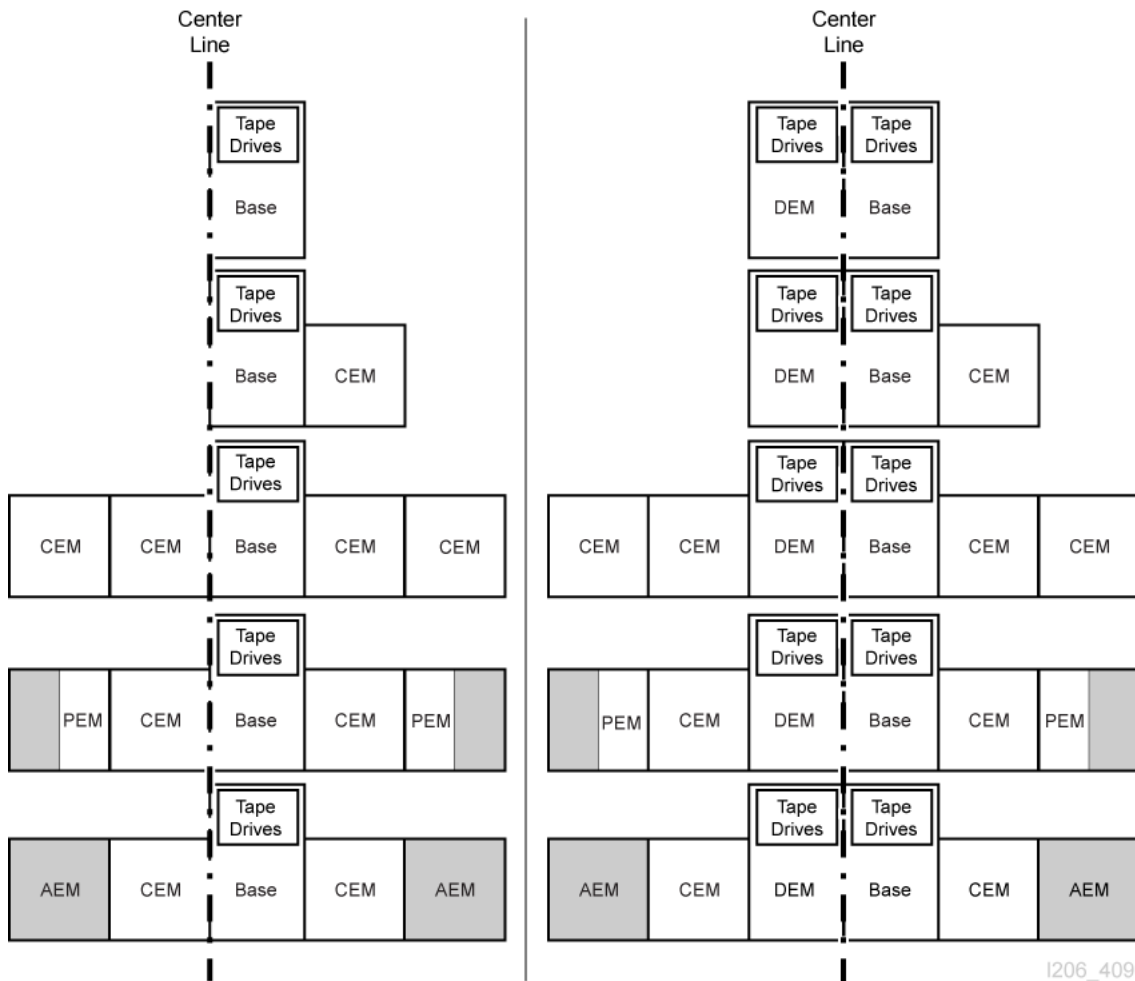 Center
Line
Tape
Drives
Base
Tape
Drives
Base
CEM
Tape
Drives
CEM
CEM
Base
CEM
CEM
Tape
Drives
PEM
CEM
Base
CEM
PEM
Tape
Drives
AEM
CEM
Base
CEM
AEM
Center
Line
Tape
Drives
Tape
Drives
DEM
Base
Tape
Drives
Tape
Drives
DEM
Base
CEM
Tape
Drives
Tape
Drives
CEM
CEM
DEM
Base
CEM
CEM
Tape
Drives
Tape
Drives
PEM
CEM
DEM
Base
CEM
PEM
Tape
Drives
Tape
Drives
AEM
CEM
DEM
Base
CEM
AEM
I206_409